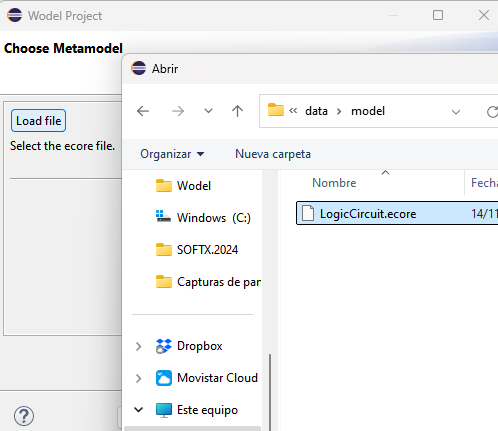 Wodel Project
Choose Metamodel
Abrir
« data > model
Load file
Select the ecore file.
Organizar
Nueva carpeta
Nombre
Fecha
Wodel
Windows (C:)
SOFTX.2024
Capturas de pan
Dropbox
Movistar Cloud
Este equipo
LogicCircuit.ecore
14/11
?